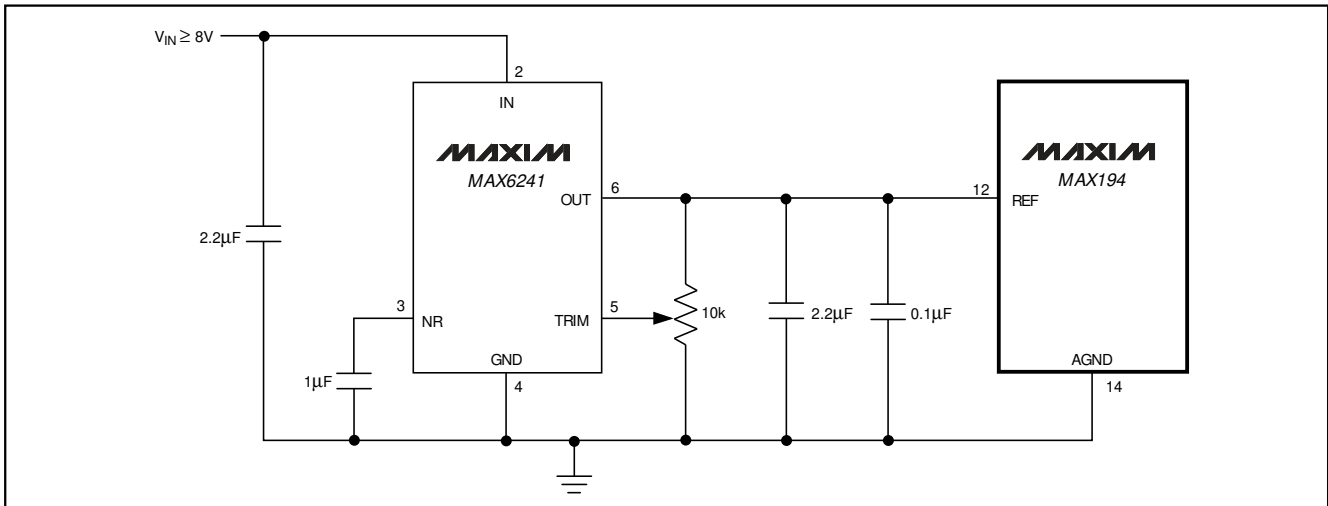 VIN ≥ 8V
2
IN
MAXIM
MAX6241
6
OUT
12
REF
MAXIM
MAX194
2.2µF
3
NR
5
TRIM
10k
2.2µF
0.1µF
1µF
GND
4
AGND
14